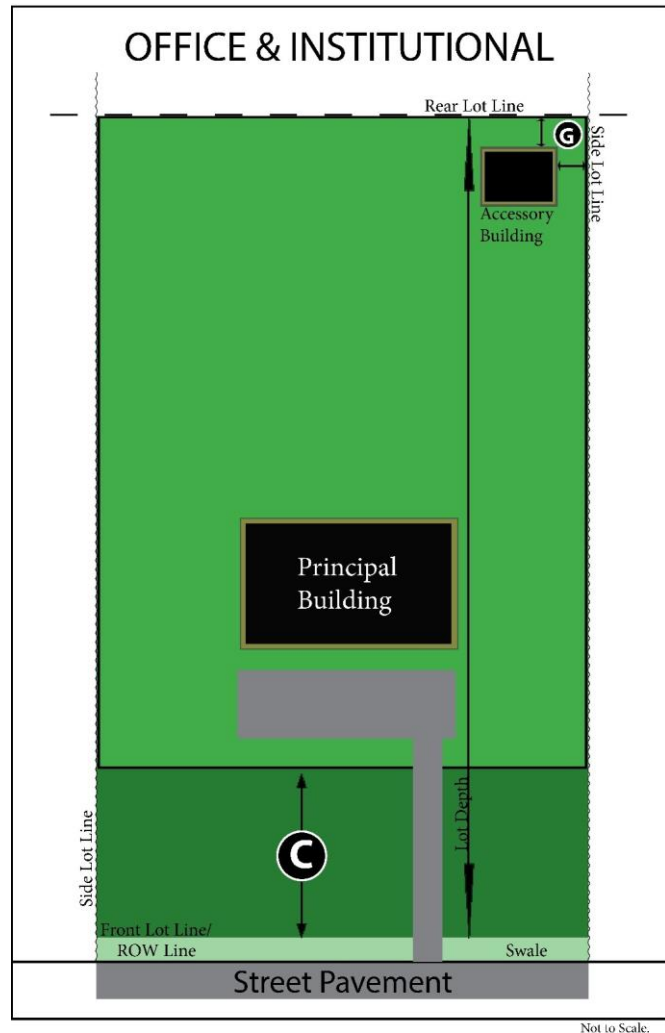 OFFICE & INSTITUTIONAL
Rear Lot Line
G
Side Lot Line
Accessory
Building
Principal
Building
C
Lot Depth
Side Lot Line
Front Lot Line/
ROW Line
Swale
Street Pavement
Not to Scale.